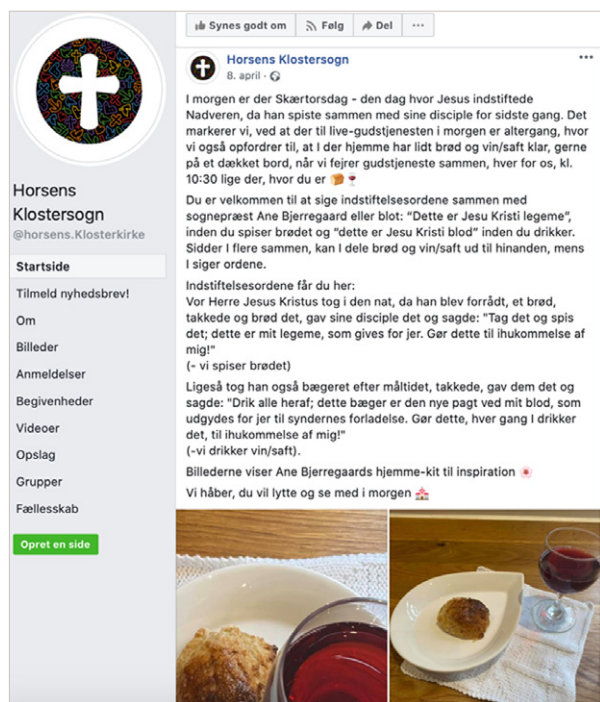 Synes godt om
Følg
Del
Horsens Klostersogn
8. april
I morgen er der Skærtorsdag - den dag hvor Jesus indstiftede
Nadveren, da han spiste sammen med sine disciple for sidste gang. Det
markerer vi, ved at der til live-gudstjenesten i morgen er altergang, hvor
vi også opfordrer til, at I der hjemme har lidt brød og vin/saft klar, gerne
på et dækket bord, når vi fejrer gudstjeneste sammen, hver for os, kl.
10:30 lige der, hvor du er 🍞🍷
Du er velkommen til at sige indstiftelsesordene sammen med
sognepræst Ane Bjerregaard eller blot: "Dette er Jesu Kristi legeme",
inden du spiser brødet og "dette er Jesu Kristi blod" inden du drikker.
Sidder I flere sammen, kan I dele brød og vin/saft ud til hinanden, mens
I siger ordene.
Indstiftelsesordene får du her:
Vor Herre Jesus Kristus tog i den nat, da han blev forrådt, et brød,
takkede og brød det, gav sine disciple det og sagde: "Tag det og spis
det; dette er mit legeme, som gives for jer. Gør dette til ihukommelse af
mig!"
(- vi spiser brødet)
Ligeså tog han også bægeret efter måltidet, takkede, gav dem det og
sagde: "Drik alle heraf; dette bæger er den nye pagt ved mit blod, som
udgydes for jer til syndernes forladelse. Gør dette, hver gang I drikker
det, til ihukommelse af mig!"
(-vi drikker vin/saft).
Billederne viser Ane Bjerregaards hjemme-kit til inspiration 🌸
Vi håber, du vil lytte og se med i morgen 💒
Horsens
Klostersogn
@horsens.Klosterkirke
Startside
Tilmeld nyhedsbrev!
Om
Billeder
Anmeldelser
Begivenheder
Videoer
Opslag
Grupper
Fællesskab
Opret en side